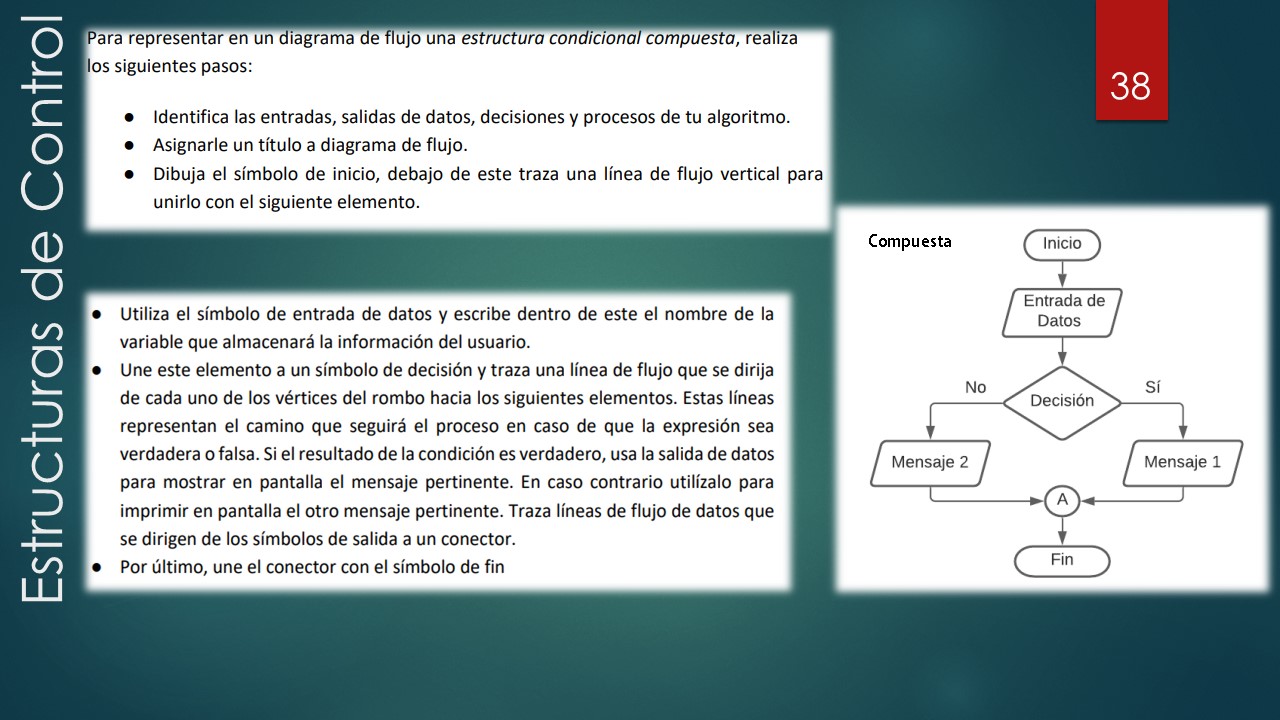 Estructuras de Control
38
Para representar en un diagrama de flujo una estructura condicional compuesta, realiza
los siguientes pasos:
● Identifica las entradas, salidas de datos, decisiones y procesos de tu algoritmo.
● Asignarle un título a diagrama de flujo.
● Dibuja el símbolo de inicio, debajo de este traza una línea de flujo vertical para
unirlo con el siguiente elemento.
● Utiliza el símbolo de entrada de datos y escribe dentro de este el nombre de la
variable que almacenará la información del usuario.
● Une este elemento a un símbolo de decisión y traza una línea de flujo que se dirija
de cada uno de los vértices del rombo hacia los siguientes elementos. Estas líneas
representan el camino que seguirá el proceso en caso de que la expresión sea
verdadera o falsa. Si el resultado de la condición es verdadero, usa la salida de datos
para mostrar en pantalla el mensaje pertinente. En caso contrario utilízalo para
imprimir en pantalla el otro mensaje pertinente. Traza líneas de flujo de datos que
se dirigen de los símbolos de salida a un conector.
● Por último, une el conector con el símbolo de fin
Compuesta
Inicio
Entrada de
Datos
No
Decisión
Sí
Mensaje 2
Mensaje 1
A
Fin